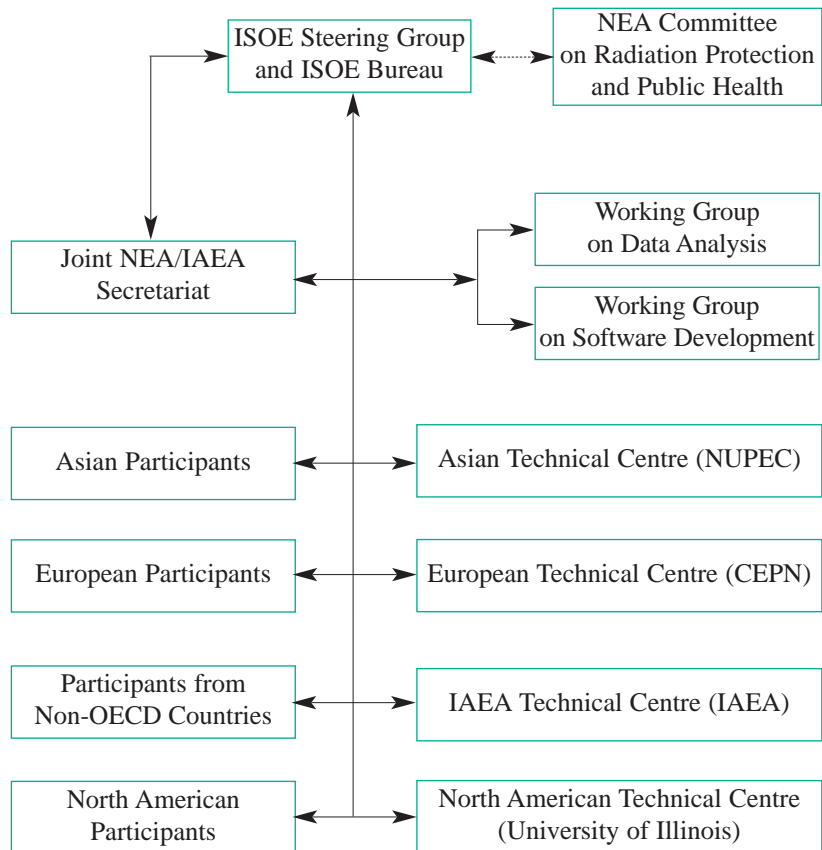 ISOE Steering Group
and ISOE Bureau
NEA Committee
on Radiation Protection
and Public Health
Joint NEA/IAEA
Secretariat
Working Group
on Data Analysis
Working Group
on Software Development
Asian Participants
Asian Technical Centre (NUPEC)
European Participants
European Technical Centre (CEPN)
Participants from
Non-OECD Countries
IAEA Technical Centre (IAEA)
North American
Participants
North American Technical Centre
(University of Illinois)